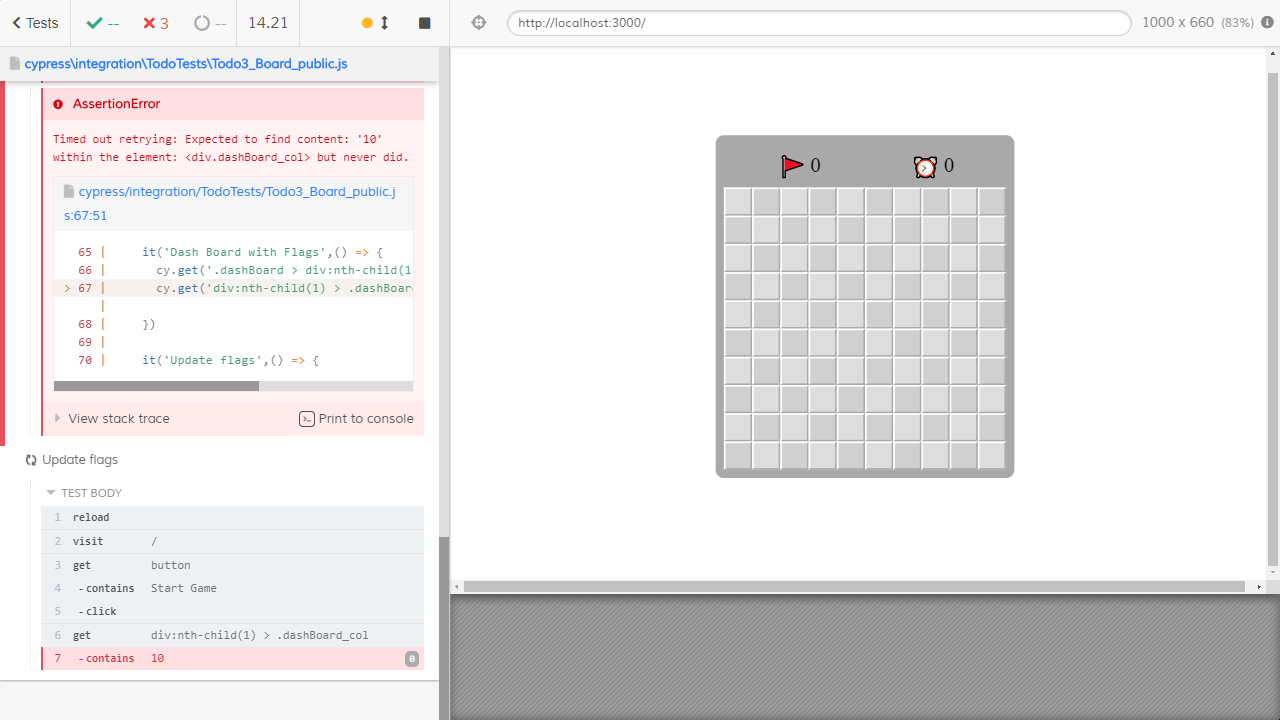 Tests
--
3
--
14.21
http://localhost:3000/
1000 x 660 (83%)
cypress\integration\TodoTests\Todo3_Board_public.js
AssertionError
Timed out retrying: Expected to find content: '10'
within the element: <div.dashBoard_col> but never did.
cypress/integration/TodoTests/Todo3_Board_public.j
s:67:51
65 | it('Dash Board with Flags',() => {
66 | cy.get('.dashBoard > div:nth-child(1
> 67 | cy.get('div:nth-child(1) > .dashBoar
|
68 | })
69 |
70 | it('Update flags',() => {
View stack trace
Print to console
Update flags
TEST BODY
1 reload
2 visit /
3 get button
4 -contains Start Game
5 -click
6 get div:nth-child(1) > .dashBoard_col
7 -contains 10 0
0
0